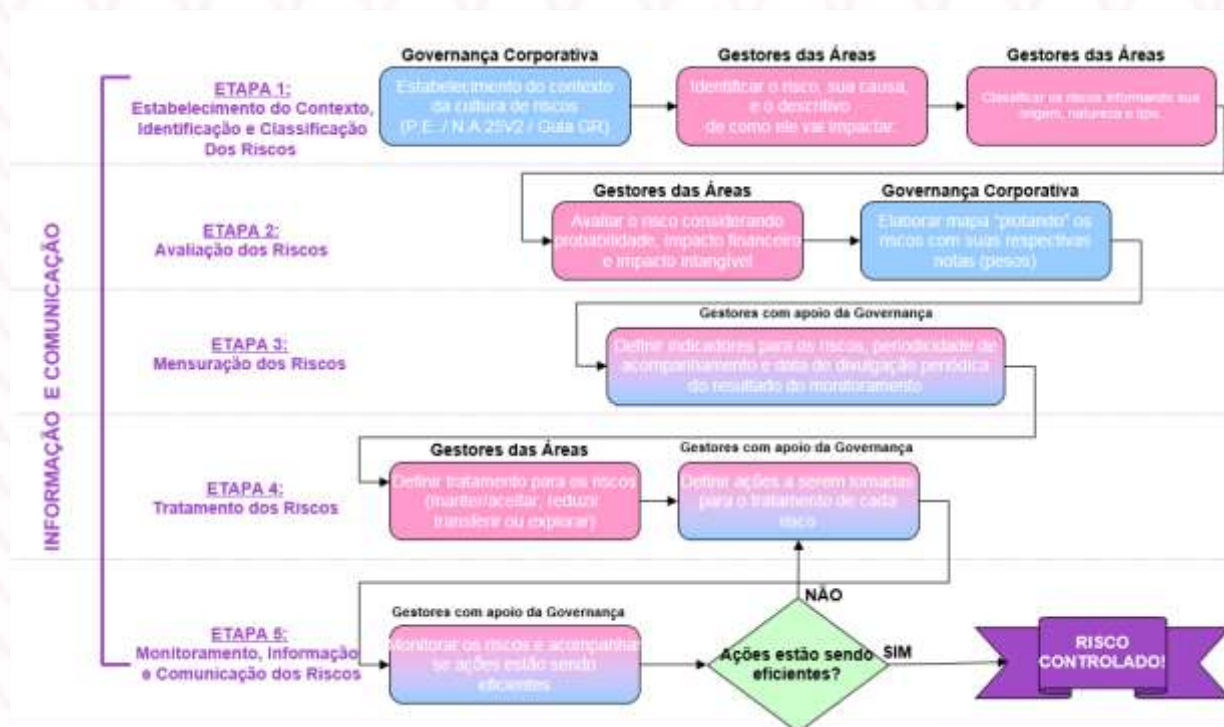 INFORMAÇÃO E COMUNICAÇÃO
ETAPA 1:
Estabelecimento do Contexto,
Identificação e Classificação
Dos Riscos
Governança Corporativa
Estabelecimento do contexto
da cultura de riscos
(P.E. / N.A 25V2 / Guia GR)
Gestores das Áreas
Identificar o risco, sua causa,
e o descritivo
de como ele vai impactar.
Gestores das Áreas
Classificar os riscos informando sua
origem, natureza e tipo.
ETAPA 2:
Avaliação dos Riscos
Gestores das Áreas
Avaliar o risco considerando
probabilidade, impacto financeiro
e impacto intangível
Governança Corporativa
Elaborar mapa "plotando" os
riscos com suas respectivas
notas (pesos)
ETAPA 3:
Mensuração dos Riscos
Gestores com apoio da Governança
Definir indicadores para os riscos, periodicidade de
acompanhamento e data de divulgação periódica
do resultado do monitoramento
ETAPA 4:
Tratamento dos Riscos
Gestores das Áreas
Definir tratamento para os riscos
(manter/aceitar, reduzir
transferir ou explorar)
Gestores com apoio da Governança
Definir ações a serem tomadas
para o tratamento de cada
risco
ETAPA 5:
Monitoramento, Informação
e Comunicação dos Riscos
Gestores com apoio da Governança
Monitorar os riscos e acompanhar
se ações estão sendo
eficientes
Ações estão sendo
eficientes?
NÃO
SIM
RISCO
CONTROLADO!